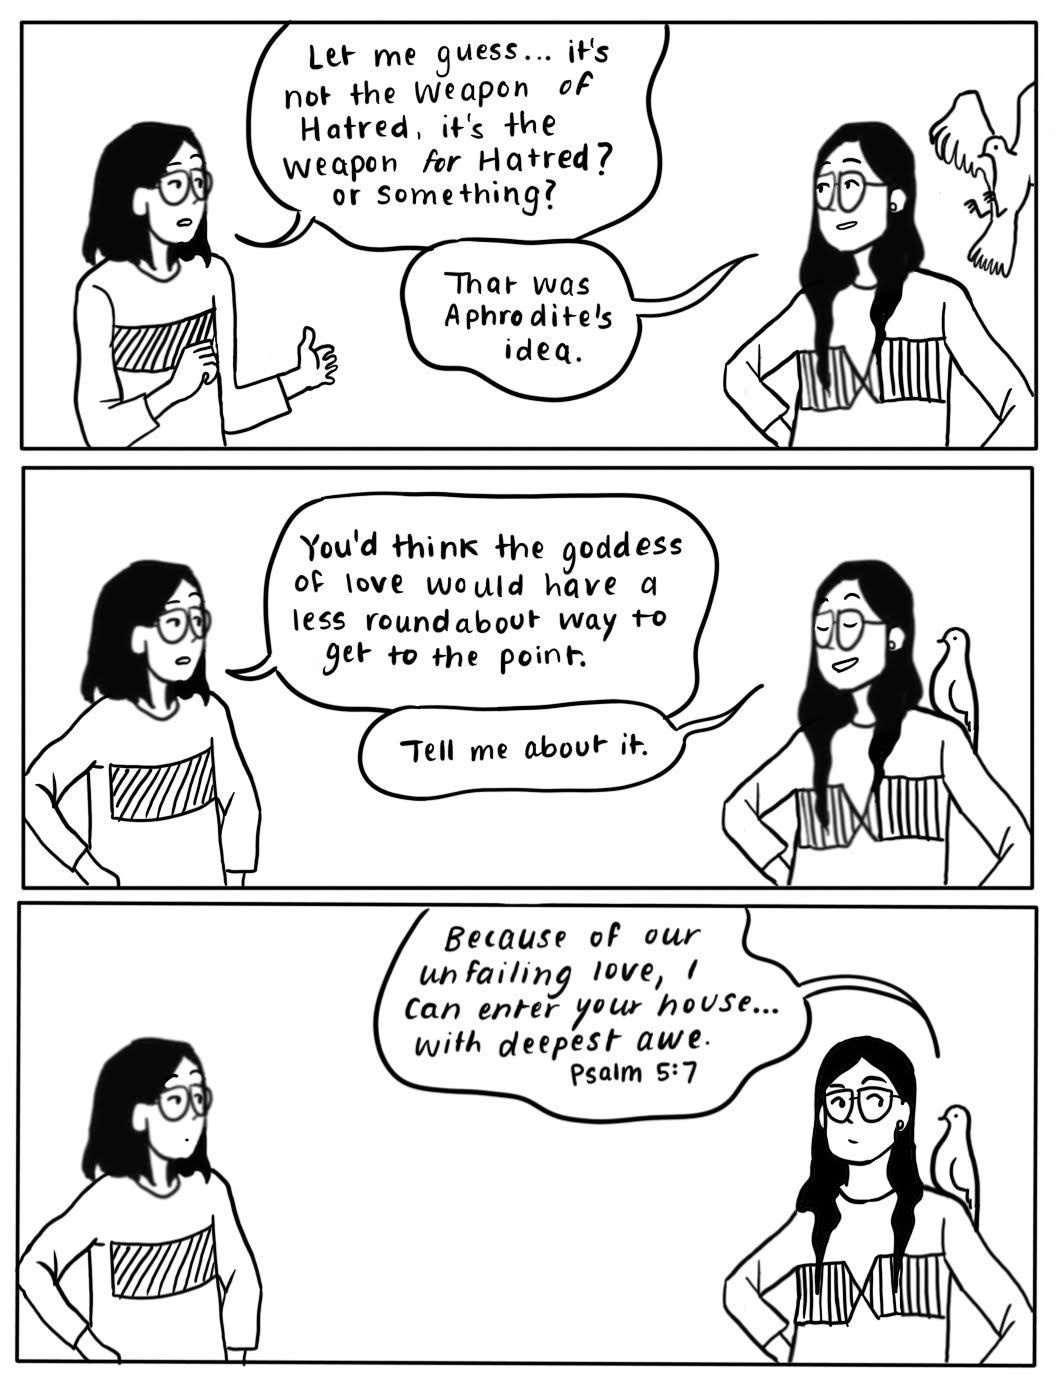 Let me guess... it's
not the weapon of
Hatred, it's the
weapon for Hatred?
or something?
That was
Aphrodite's
idea.
You'd think the goddess
of love would have a
less roundabout way to
get to the point.
Tell me about it.
Because of our
unfailing love, I
can enter your house...
with deepest awe.
Psalm 5:7